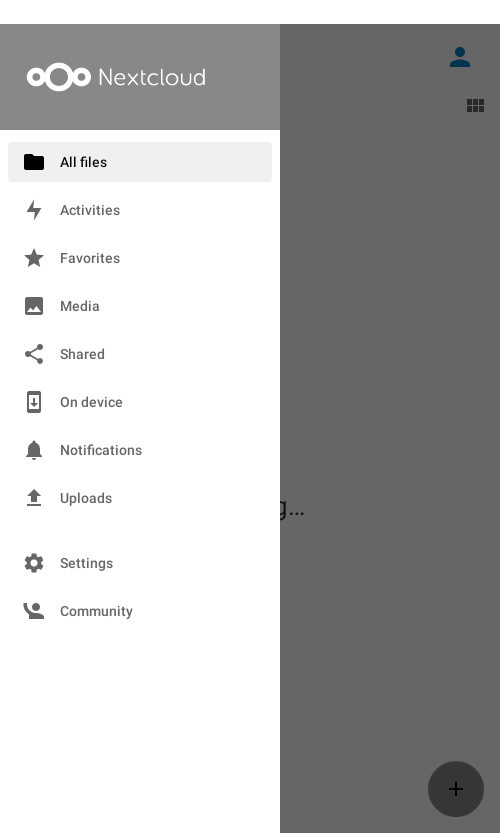 Nextcloud
All files
Activities
Favorites
Media
Shared
On device
Notifications
Uploads
Settings
Community